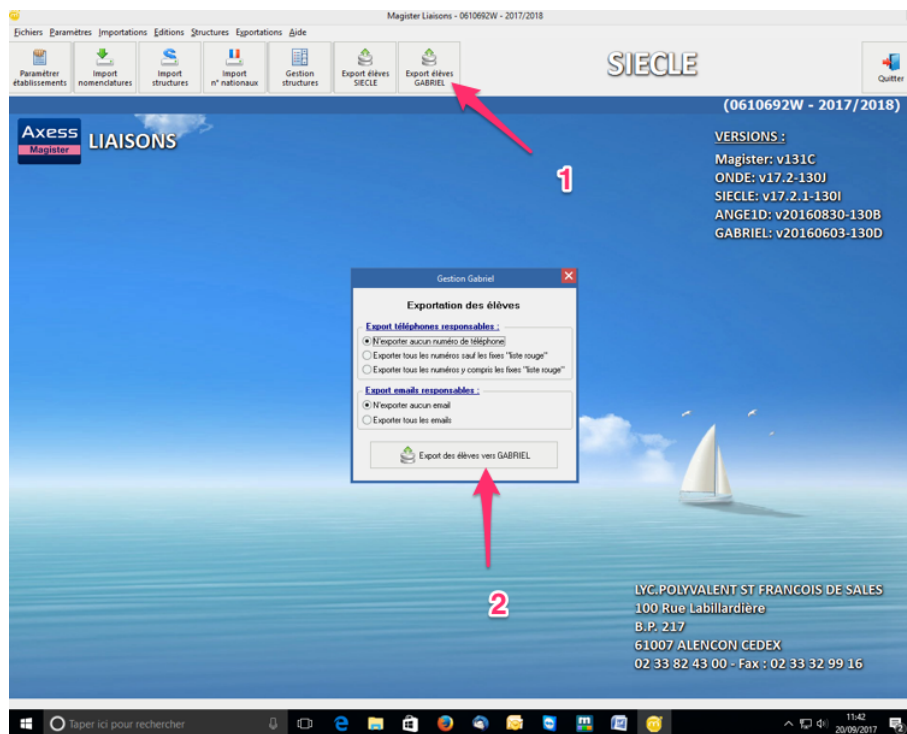 Magister Liaisons - 0610692W - 2017/2018
Fichiers Paramètres Importations Editions Structures Exportations Aide
Paramétrer établissements
Import nomenclatures
Import structures
Import n° nationaux
Gestion structures
Export élèves SIECLE
Export élèves GABRIEL
SIECLE
Quitter
(0610692W - 2017/2018)
Axess
Magister
LIAISONS
VERSIONS :
Magister: v131C
ONDE: v17.2-130J
SIECLE: v17.2.1-130I
ANGE1D: v20160830-130B
GABRIEL: v20160603-130D
1
Gestion Gabriel
Exportation des élèves
Export téléphones responsables :
N'exporter aucun numéro de téléphone
Exporter tous les numéros sauf les fixes "liste rouge"
Exporter tous les numéros y compris les fixes "liste rouge"
Export emails responsables :
N'exporter aucun email
Exporter tous les emails
Export des élèves vers GABRIEL
2
LYC.POLYVALENT ST FRANCOIS DE SALES
100 Rue Labillardière
B.P. 217
61007 ALENCON CEDEX
02 33 82 43 00 - Fax : 02 33 32 99 16
Taper ici pour rechercher
11:42
20/09/2017